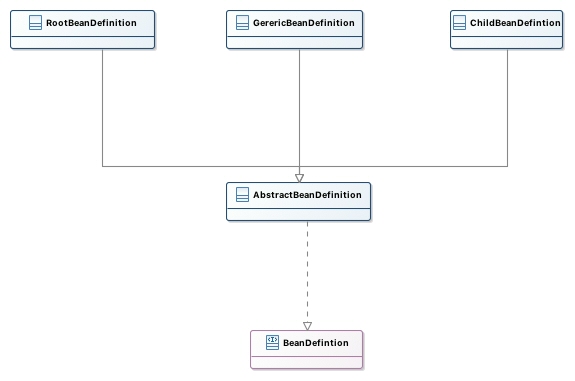 RootBeanDefinition
GerericBeanDefinition
ChildBeanDefintion
AbstractBeanDefinition
BeanDefintion